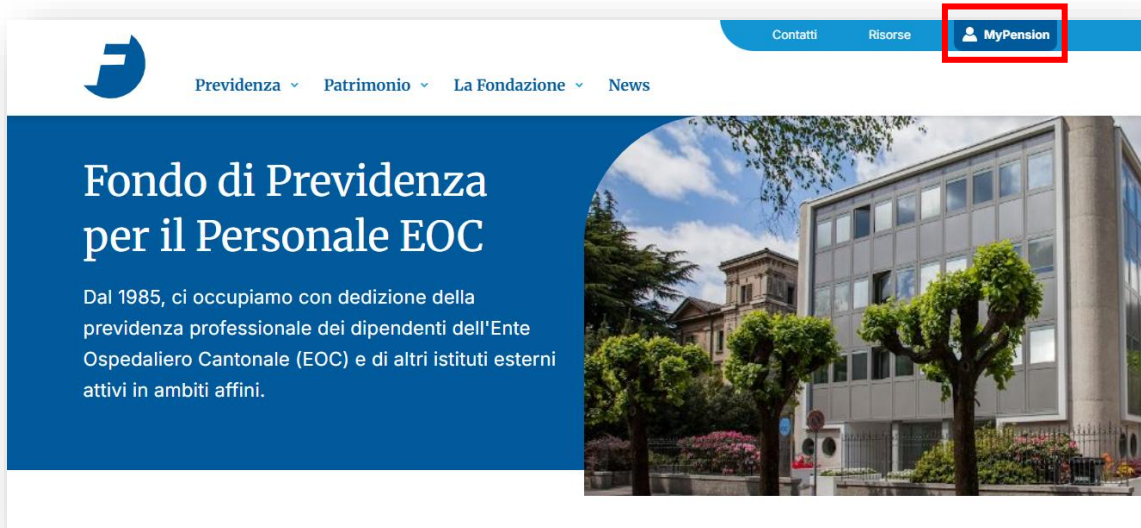 Contatti Risorse MyPension
Previdenza Patrimonio La Fondazione News
Fondo di Previdenza
per il Personale EOC
Dal 1985, ci occupiamo con dedizione della
previdenza professionale dei dipendenti dell'Ente
Ospedaliero Cantonale (EOC) e di altri istituti esterni
attivi in ambiti affini.